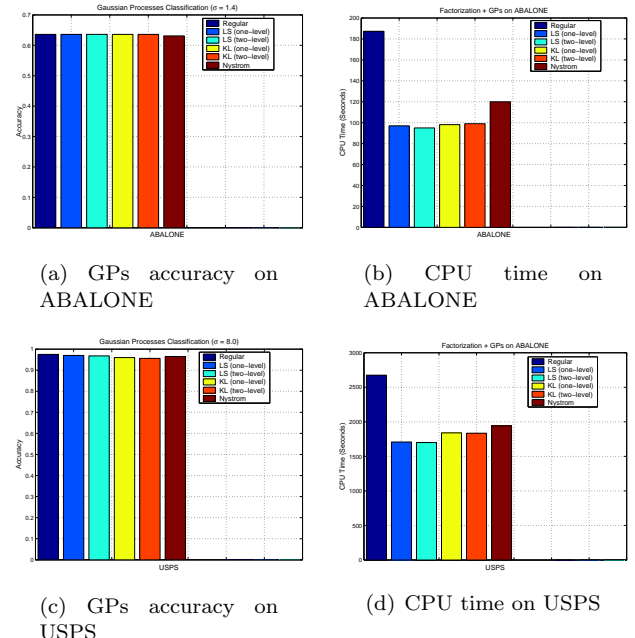 Gaussian Processes Classification (σ = 1.4)
0.7
0.6
0.5
0.4
0.3
0.2
0.1
0
Accuracy
Regular
LS (one−level)
LS (two−level)
KL (one−level)
KL (two−level)
Nystrom
ABALONE
(a) GPs accuracy on
ABALONE
Factorization + GPs on ABALONE
200
180
160
140
120
100
80
60
40
20
0
CPU Time (Seconds)
Regular
LS (one−level)
LS (two−level)
KL (one−level)
KL (two−level)
Nystrom
ABALONE
(b) CPU time on
ABALONE
Gaussian Processes Classification (σ = 8.0)
1
0.9
0.8
0.7
0.6
0.5
0.4
0.3
0.2
0.1
0
Accuracy
Regular
LS (one−level)
LS (two−level)
KL (one−level)
KL (two−level)
Nystrom
USPS
(c) GPs accuracy on
USPS
Factorization + GPs on ABALONE
3000
2500
2000
1500
1000
500
0
CPU Time (Seconds)
Regular
LS (one−level)
LS (two−level)
KL (one−level)
KL (two−level)
Nystrom
USPS
(d) CPU time on USPS